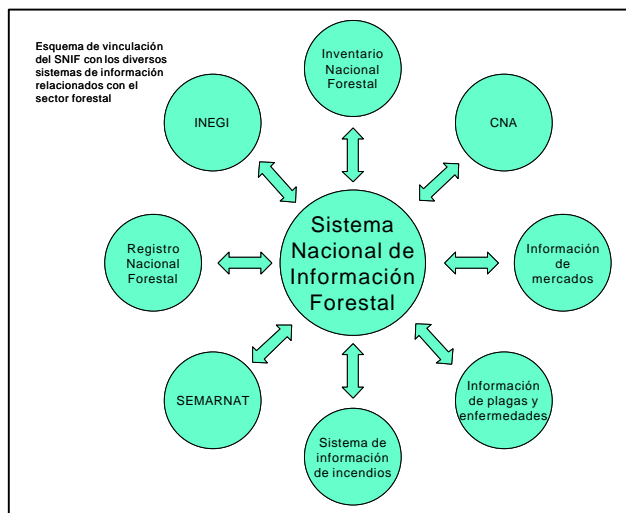 Esquema de vinculación
del SNIF con los diversos
sistemas de información
relacionados con el
sector forestal
Inventario
Nacional
Forestal
INEGI
CNA
Sistema
Nacional de
Información
Forestal
Registro
Nacional
Forestal
Información
de
mercados
SEMARNAT
Información
de plagas y
enfermedades
Sistema de
información
de incendios